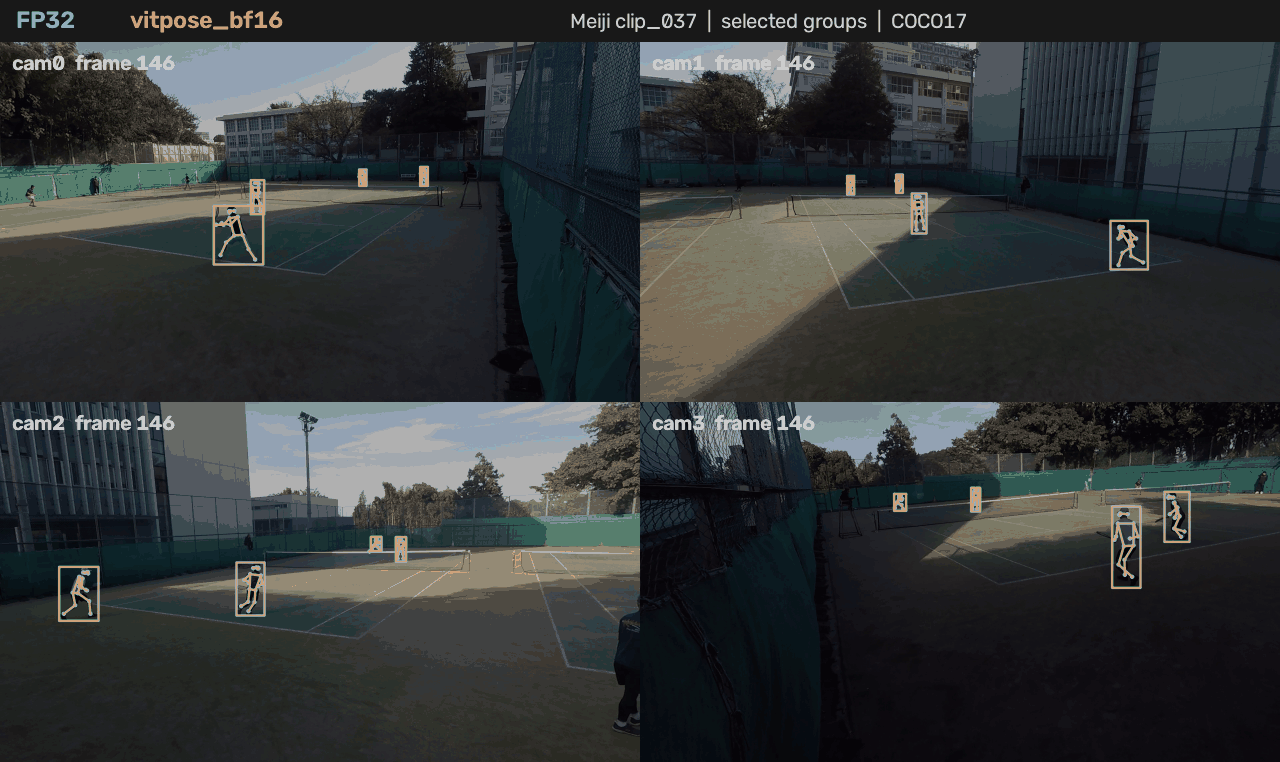 FP32 vitpose_bf16 Meiji clip_037 | selected groups | COCO17
cam0 frame 146
cam1 frame 146
cam2 frame 146
cam3 frame 146